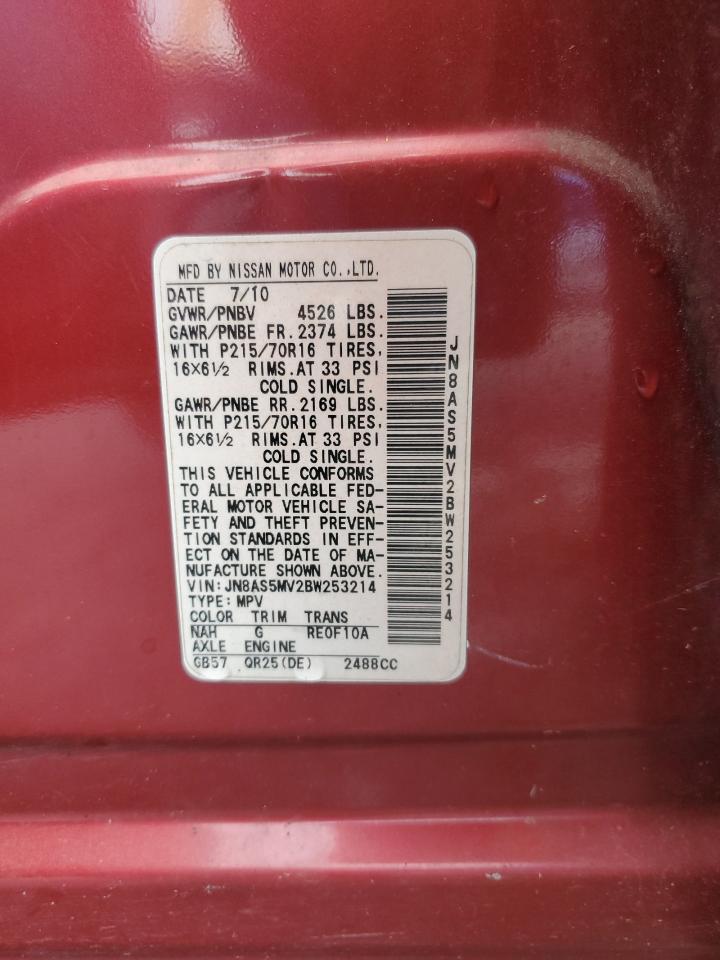 MFD BY NISSAN MOTOR CO.,LTD.
DATE 7/10
GVWR/PNBV 4526 LBS.
GAWR/PNBE FR.2374 LBS.
WITH P215/70R16 TIRES,
16×6½ RIMS.AT 33 PSI
COLD SINGLE.
GAWR/PNBE RR.2169 LBS.
WITH P215/70R16 TIRES,
16×6½ RIMS.AT 33 PSI
COLD SINGLE.
THIS VEHICLE CONFORMS
TO ALL APPLICABLE FED-
ERAL MOTOR VEHICLE SA-
FETY AND THEFT PREVEN-
TION STANDARDS IN EFF-
ECT ON THE DATE OF MA-
NUFACTURE SHOWN ABOVE.
VIN:JN8AS5MV2BW253214
TYPE:MPV
COLOR TRIM TRANS
NAH G RE0F10A
AXLE ENGINE
GB57 QR25(DE) 2488CC
JN8AS5MV2BW253214